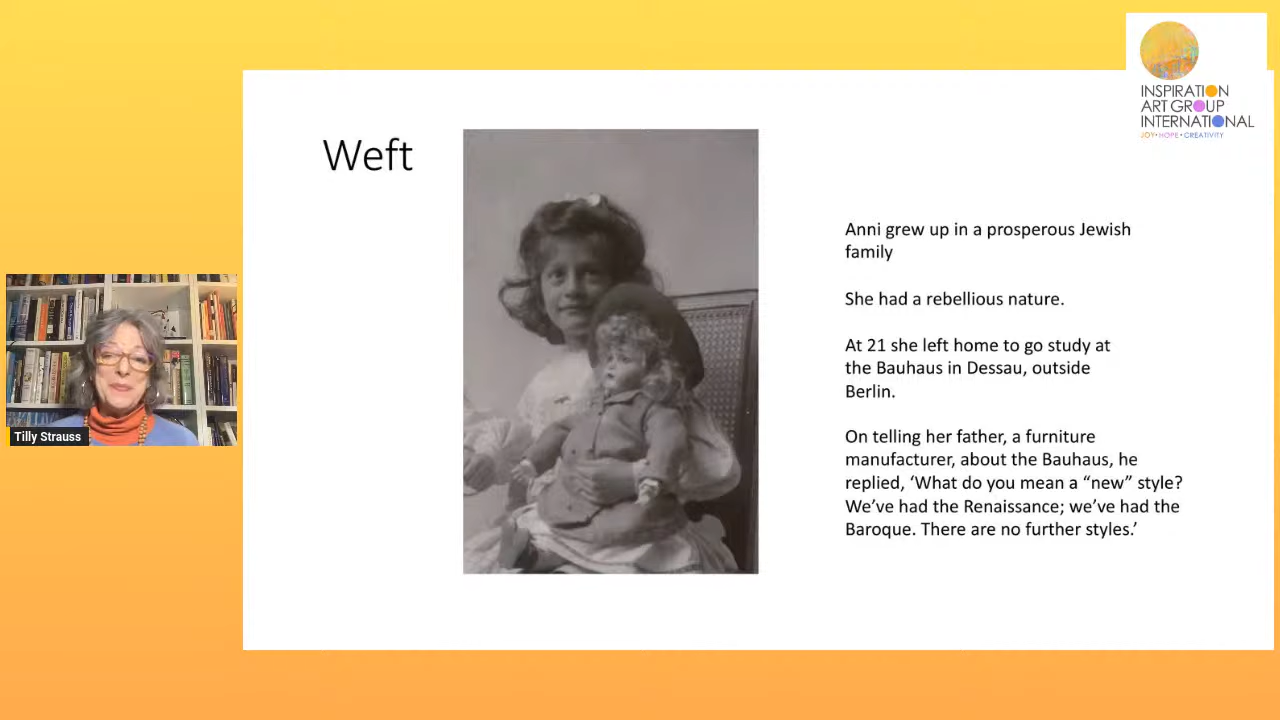 INSPIRATION
ART GROUP
INTERNATIONAL
JOY•HOPE•CREATIVITY
Weft
Anni grew up in a prosperous Jewish
family
She had a rebellious nature.
At 21 she left home to go study at
the Bauhaus in Dessau, outside
Berlin.
On telling her father, a furniture
manufacturer, about the Bauhaus, he
replied, ‘What do you mean a “new” style?
We’ve had the Renaissance; we’ve had the
Baroque. There are no further styles.’
Tilly Strauss